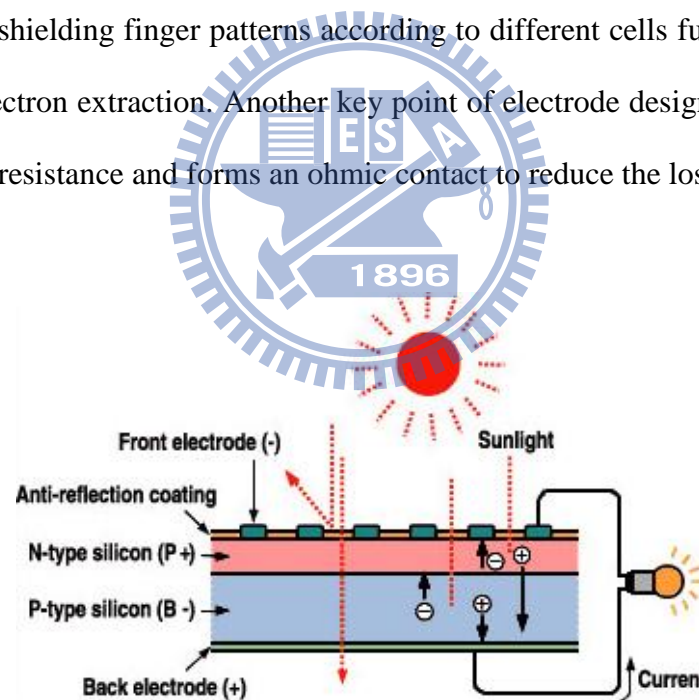 shielding finger patterns according to different cells fu
ectron extraction. Another key point of electrode desig
resistance and forms an ohmic contact to reduce the los
E S A
1896
Front electrode (-)
Sunlight
Anti-reflection coating
N-type silicon (P+)
P-type silicon (B -)
Back electrode (+)
Curren